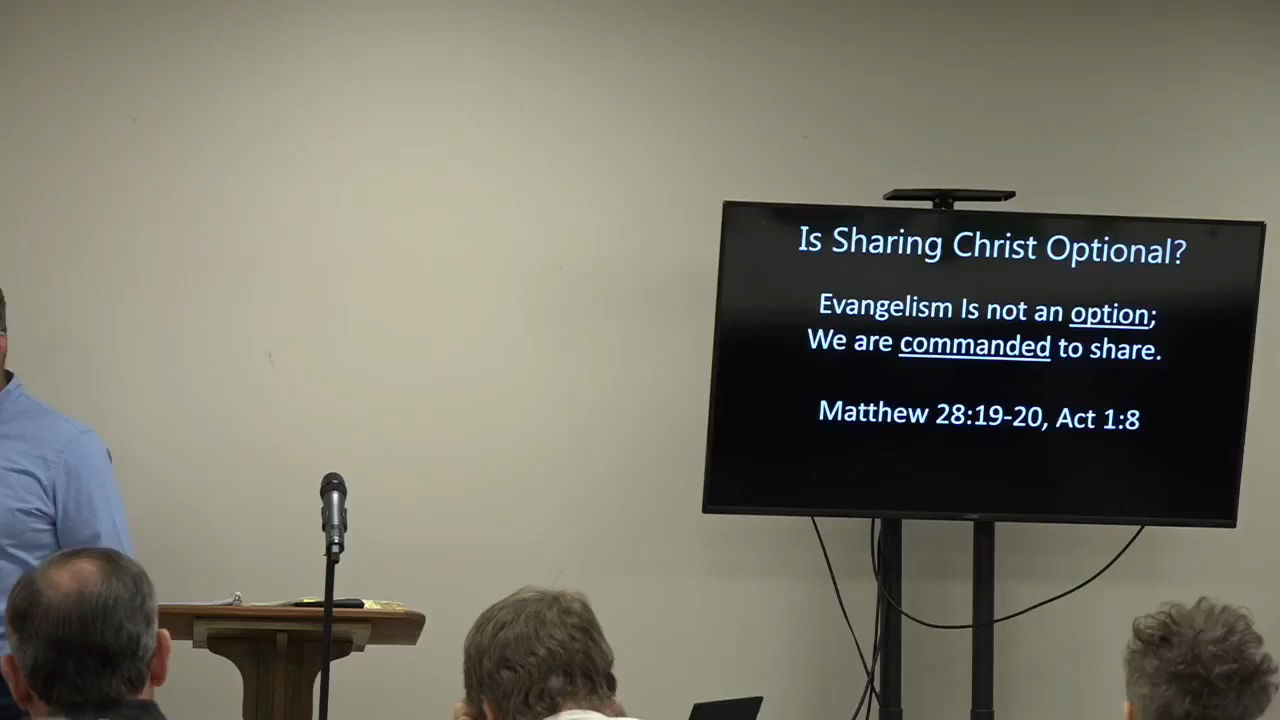 Is Sharing Christ Optional?
Evangelism Is not an option;
We are commanded to share.
Matthew 28:19-20, Act 1:8